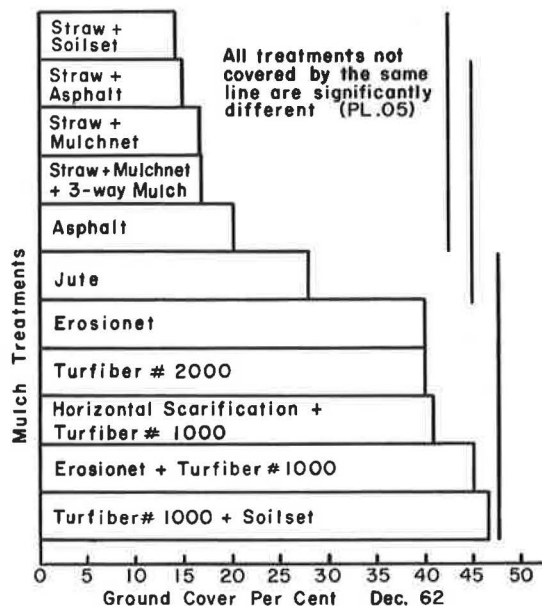 Straw +
Soilset
Straw +
Asphalt
Straw +
Mulchnet
Straw + Mulchnet
+ 3-way Mulch
Asphalt
Jute
Erosionet
Turfiber # 2000
Horizontal Scarification +
Turfiber # 1000
Erosionet + Turfiber # 1000
Turfiber # 1000 + Soilset
All treatments not
covered by the same
line are significantly
different (PL.05)
Mulch Treatments
0 5 10 15 20 25 30 35 40 45 50
Ground Cover Per Cent Dec. 62